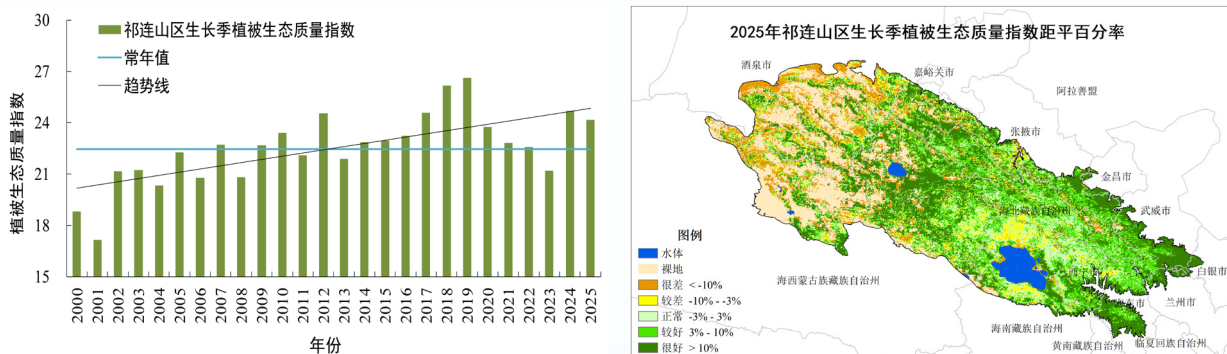 30
27
24
21
18
15
植被生态质量指数
祁连山区生长季植被生态质量指数
常年值
趋势线
2000
2001
2002
2003
2004
2005
2006
2007
2008
2009
2010
2011
2012
2013
2014
2015
2016
2017
2018
2019
2020
2021
2022
2023
2024
2025
年份
2025年祁连山区生长季植被生态质量指数距平百分率
酒泉市
嘉峪关市
阿拉善盟
张掖市
金昌市
武威市
海北藏族自治州
白银市
兰州市
海西蒙古族藏族自治州
海南藏族自治州
黄南藏族自治州
临夏回族自治州
图例
水体
裸地
很差 < -10%
较差 -10% - -3%
正常 -3% - 3%
较好 3% - 10%
很好 > 10%